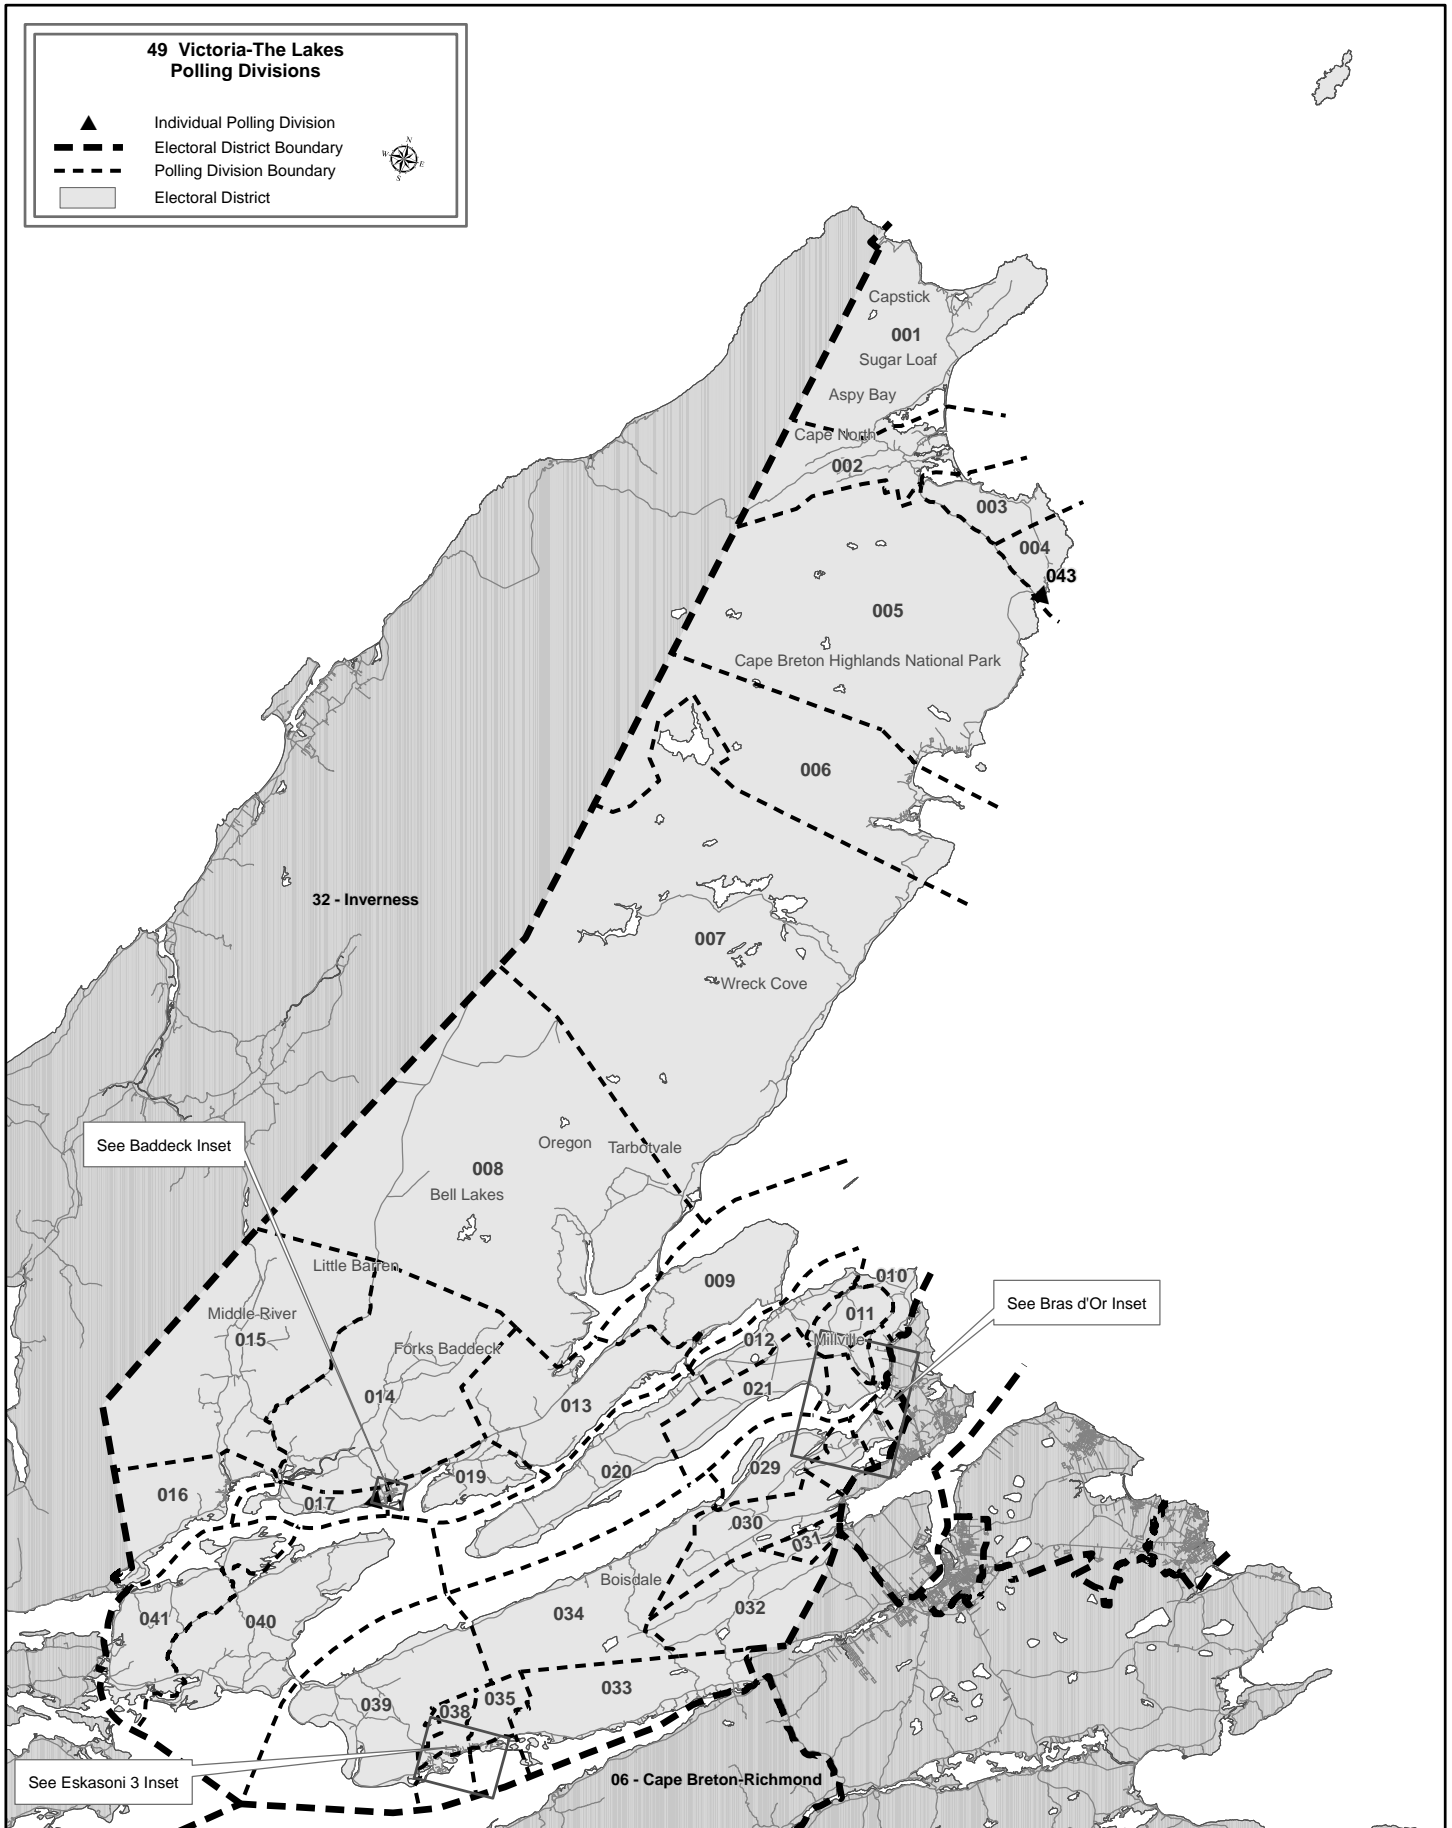 49 Victoria-The Lakes
Polling Divisions
Individual Polling Division
Electoral District Boundary
Polling Division Boundary
Electoral District
N
W
E
S
Capstick
001
Sugar Loaf
Aspy Bay
Cape North
002
003
004
043
005
Cape Breton Highlands National Park
006
32 - Inverness
007
Wreck Cove
See Baddeck Inset
Oregon
Tarbotvale
008
Bell Lakes
Little Barren
009
010
See Bras d'Or Inset
Middle River
011
015
012
Millville
Forks Baddeck
014
021
013
029
020
019
016
017
030
031
Boisdale
041
040
034
032
033
039
038
035
See Eskasoni 3 Inset
06 - Cape Breton-Richmond